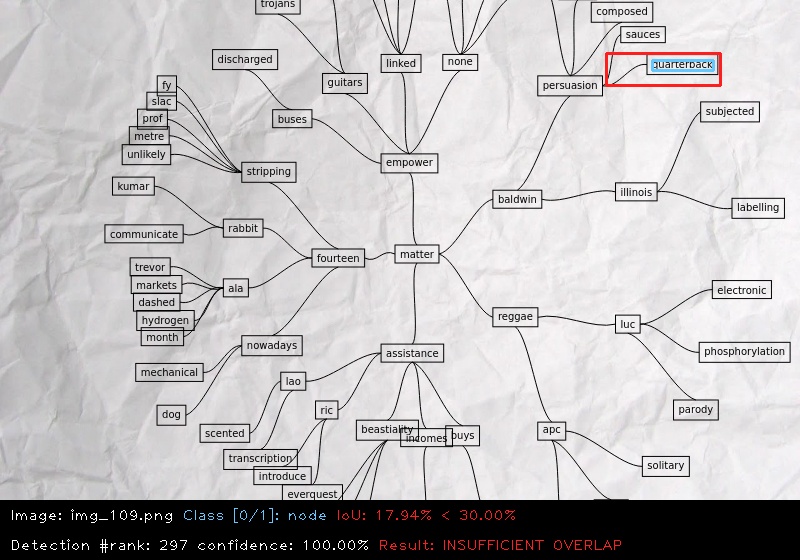 trojans
composed
sauces
discharged
linked
none
quarterback
guitars
persuasion
fy
slac
prof
buses
subjected
metre
unlikely
empower
stripping
kumar
illinois
baldwin
labelling
rabbit
communicate
matter
fourteen
trevor
markets
ala
electronic
dashed
hydrogen
reggae
luc
month
nowadays
assistance
phosphorylation
mechanical
lao
ric
parody
dog
scented
beastiality
incomes
buys
apc
transcription
solitary
introduce
everquest
Image: img_109.png Class [0/1]: node IoU: 17.94% < 30.00%
Detection #rank: 297 confidence: 100.00% Result: INSUFFICIENT OVERLAP